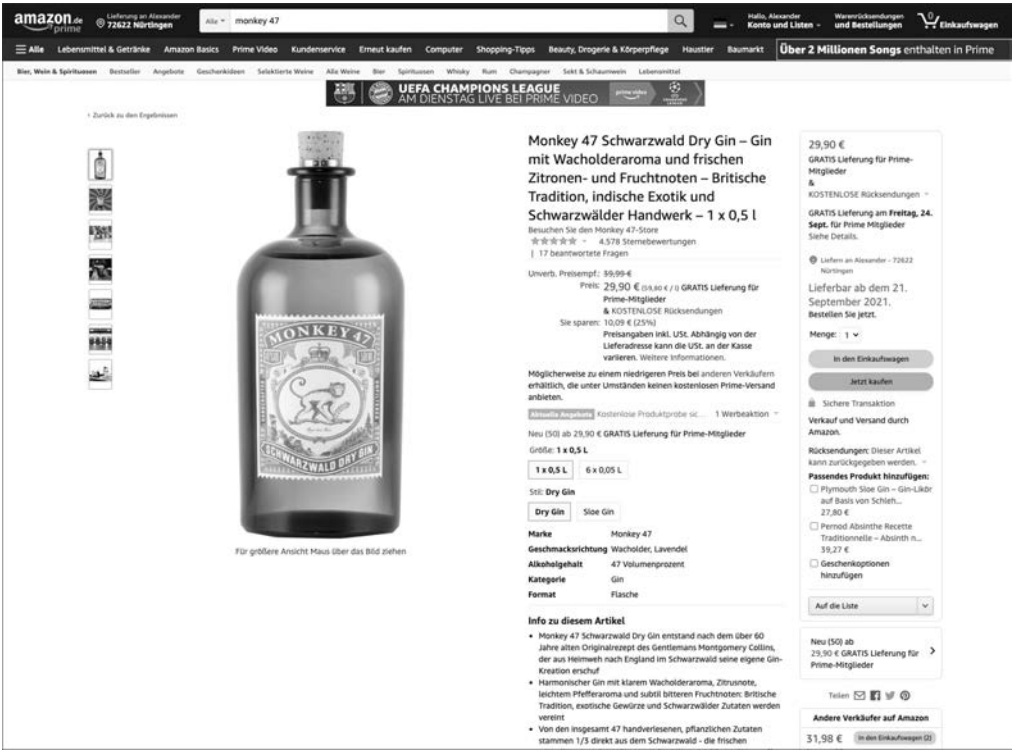 amazon.de
prime
Lieferung an Alexander
72622 Nürtingen
Alle
monkey 47
Hallo, Alexander
Konto und Listen
Warenrücksendungen
und Bestellungen
0
Einkaufswagen
Alle
Lebensmittel & Getränke
Amazon Basics
Prime Video
Kundenservice
Erneut kaufen
Computer
Shopping-Tipps
Beauty, Drogerie & Körperpflege
Haustier
Baumarkt
Über 2 Millionen Songs enthalten in Prime
Bier, Wein & Spirituosen
Bestseller
Angebote
Geschenkideen
Selektierte Weine
Alle Weine
Bier
Spirituosen
Whisky
Rum
Champagner
Sekt & Schaumwein
Lebensmittel
UEFA CHAMPIONS LEAGUE
AM DIENSTAG LIVE BEI PRIME VIDEO
prime video
‹ Zurück zu den Ergebnissen
MONKEY 47
SCHWARZWALD DRY GIN
Für größere Ansicht Maus über das Bild ziehen
Monkey 47 Schwarzwald Dry Gin – Gin
mit Wacholderaroma und frischen
Zitronen- und Fruchtnoten – Britische
Tradition, indische Exotik und
Schwarzwälder Handwerk – 1 x 0,5 l
Besuchen Sie den Monkey 47-Store
4.578 Sternebewertungen
| 17 beantwortete Fragen
Unverb. Preisempf.: 39,99 €
Preis: 29,90 € (59,80 € / l) GRATIS Lieferung für
Prime-Mitglieder
& KOSTENLOSE Rücksendungen
Sie sparen: 10,09 € (25%)
Preisangaben inkl. USt. Abhängig von der
Lieferadresse kann die USt. an der Kasse
variieren. Weitere Informationen.
Möglicherweise zu einem niedrigeren Preis bei anderen Verkäufern
erhältlich, die unter Umständen keinen kostenlosen Prime-Versand
anbieten.
Aktuelle Angebote Kostenlose Produktprobe sic... 1 Werbeaktion
Neu (50) ab 29,90 € GRATIS Lieferung für Prime-Mitglieder
Größe: 1 x 0,5 L
1 x 0,5 L
6 x 0,05 L
Stil: Dry Gin
Dry Gin
Sloe Gin
Marke Monkey 47
Geschmacksrichtung Wacholder, Lavendel
Alkoholgehalt 47 Volumenprozent
Kategorie Gin
Format Flasche
Info zu diesem Artikel
• Monkey 47 Schwarzwald Dry Gin entstand nach dem über 60
Jahre alten Originalrezept des Gentlemans Montgomery Collins,
der aus Heimweh nach England im Schwarzwald seine eigene Gin-
Kreation erschuf
• Harmonischer Gin mit klarem Wacholderaroma, Zitrusnote,
leichtem Pfefferaroma und subtil bitteren Fruchtnoten: Britische
Tradition, exotische Gewürze und Schwarzwälder Zutaten werden
vereint
• Von den insgesamt 47 handverlesenen, pflanzlichen Zutaten
stammen 1/3 direkt aus dem Schwarzwald - die frischen
29,90 €
GRATIS Lieferung für Prime-
Mitglieder
&
KOSTENLOSE Rücksendungen
GRATIS Lieferung am Freitag, 24.
Sept. für Prime Mitglieder
Siehe Details.
Liefern an Alexander - 72622
Nürtingen
Lieferbar ab dem 21.
September 2021.
Bestellen Sie jetzt.
Menge: 1
In den Einkaufswagen
Jetzt kaufen
Sichere Transaktion
Verkauf und Versand durch
Amazon.
Rücksendungen: Dieser Artikel
kann zurückgegeben werden.
Passendes Produkt hinzufügen:
Plymouth Sloe Gin – Gin-Likör
auf Basis von Schleh...
27,80 €
Pernod Absinthe Recette
Traditionnelle – Absinth n...
39,27 €
Geschenkoptionen
hinzufügen
Auf die Liste
Neu (50) ab
29,90 € GRATIS Lieferung für
Prime-Mitglieder
Teilen
Andere Verkäufer auf Amazon
31,98 €
In den Einkaufswagen (2)